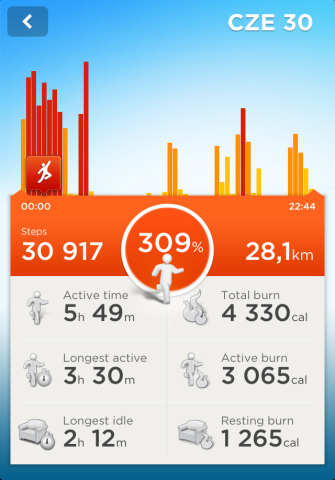 CZE 30
00:00 22:44
Steps
30 917 309% 28,1km
Active time Total burn
5h 49m 4 330cal
Longest active Active burn
3h 30m 3 065cal
Longest idle Resting burn
2h 12m 1 265cal